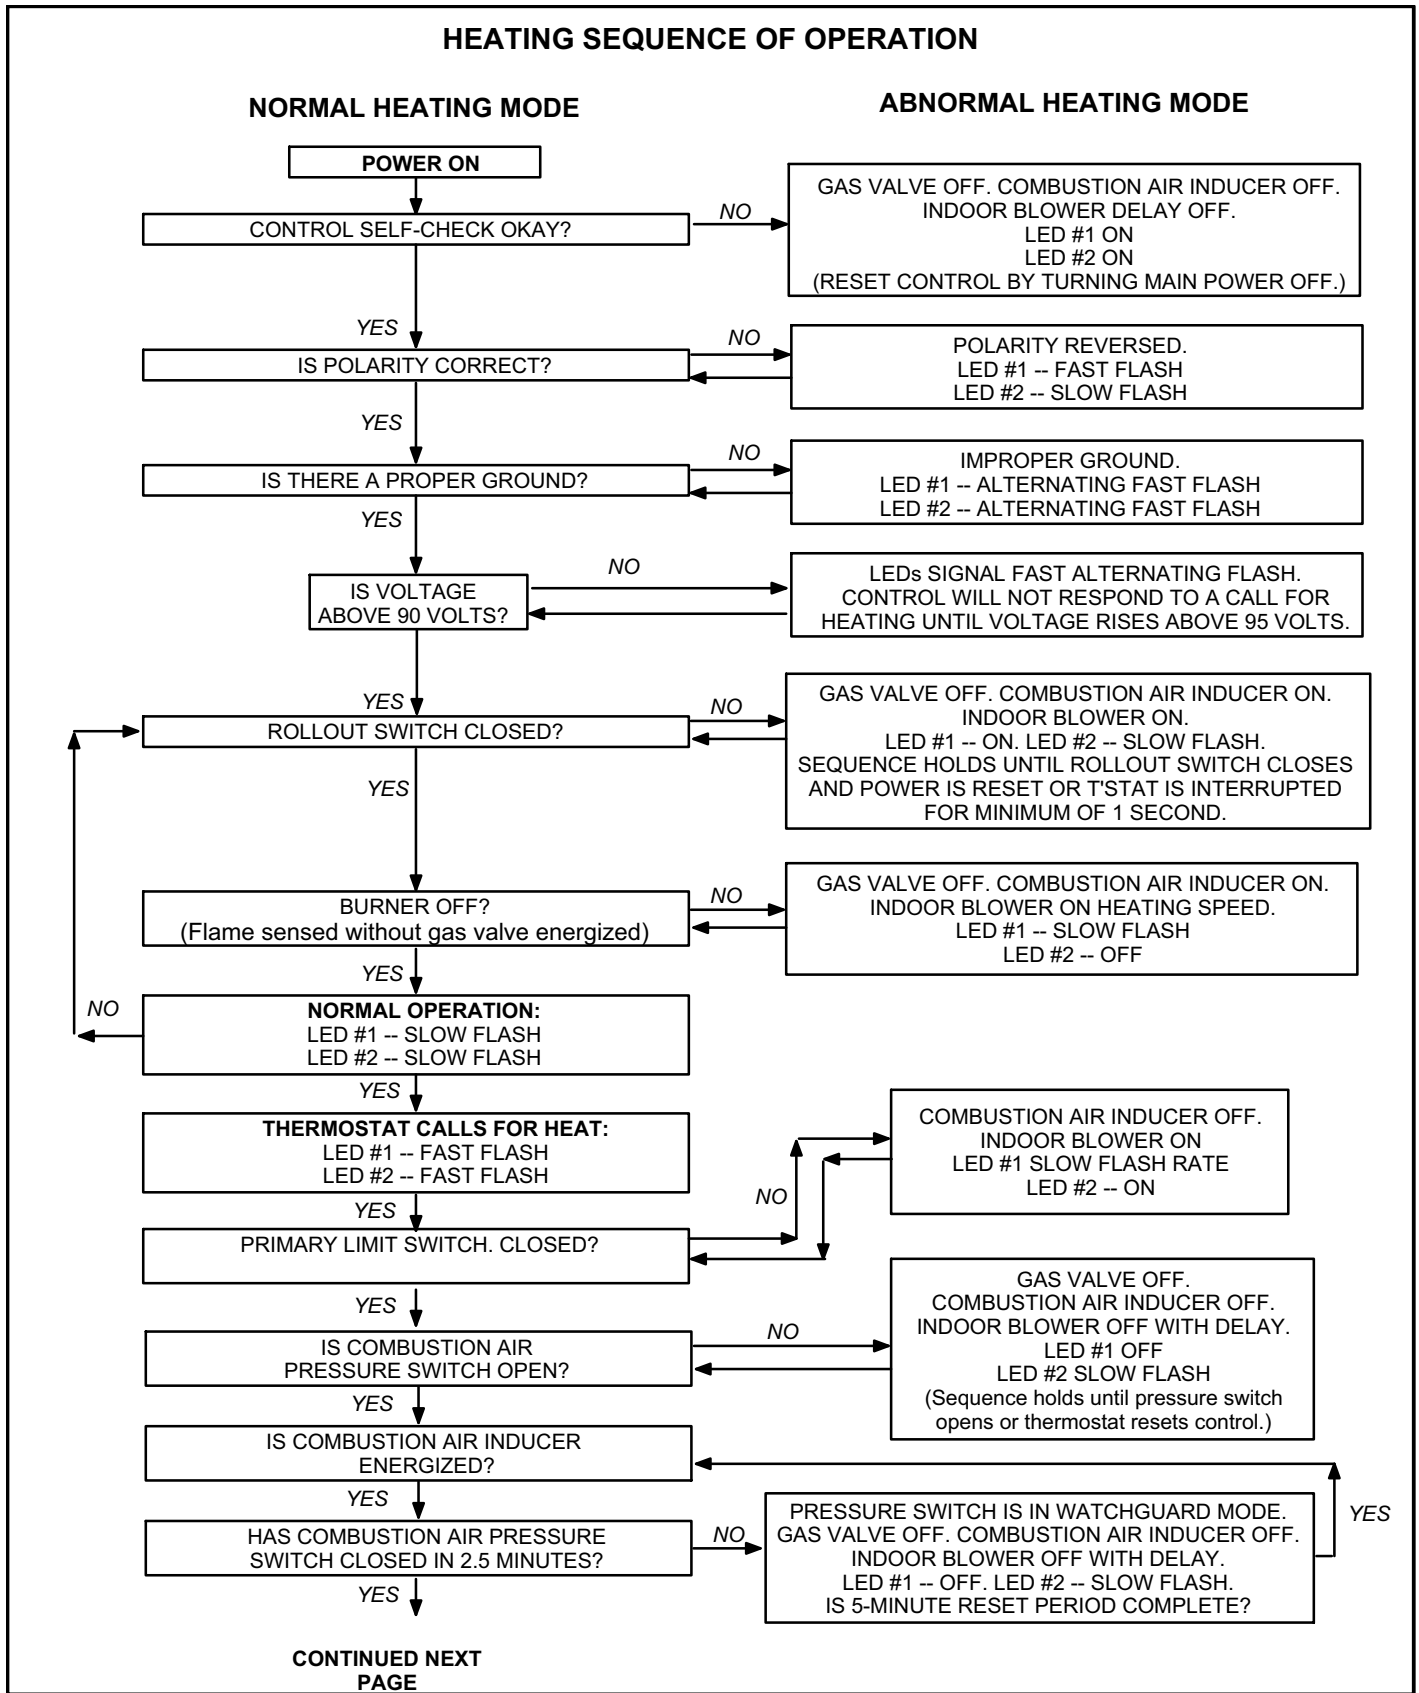 HEATING SEQUENCE OF OPERATION
NORMAL HEATING MODE
ABNORMAL HEATING MODE
POWER ON
CONTROL SELF-CHECK OKAY?
NO
GAS VALVE OFF. COMBUSTION AIR INDUCER OFF.
INDOOR BLOWER DELAY OFF.
LED #1 ON
LED #2 ON
(RESET CONTROL BY TURNING MAIN POWER OFF.)
YES
IS POLARITY CORRECT?
NO
POLARITY REVERSED.
LED #1 -- FAST FLASH
LED #2 -- SLOW FLASH
YES
IS THERE A PROPER GROUND?
NO
IMPROPER GROUND.
LED #1 -- ALTERNATING FAST FLASH
LED #2 -- ALTERNATING FAST FLASH
YES
IS VOLTAGE
ABOVE 90 VOLTS?
NO
LEDs SIGNAL FAST ALTERNATING FLASH.
CONTROL WILL NOT RESPOND TO A CALL FOR
HEATING UNTIL VOLTAGE RISES ABOVE 95 VOLTS.
YES
ROLLOUT SWITCH CLOSED?
NO
GAS VALVE OFF. COMBUSTION AIR INDUCER ON.
INDOOR BLOWER ON.
LED #1 -- ON. LED #2 -- SLOW FLASH.
SEQUENCE HOLDS UNTIL ROLLOUT SWITCH CLOSES
AND POWER IS RESET OR T'STAT IS INTERRUPTED
FOR MINIMUM OF 1 SECOND.
YES
BURNER OFF?
(Flame sensed without gas valve energized)
NO
GAS VALVE OFF. COMBUSTION AIR INDUCER ON.
INDOOR BLOWER ON HEATING SPEED.
LED #1 -- SLOW FLASH
LED #2 -- OFF
YES
NO
NORMAL OPERATION:
LED #1 -- SLOW FLASH
LED #2 -- SLOW FLASH
YES
THERMOSTAT CALLS FOR HEAT:
LED #1 -- FAST FLASH
LED #2 -- FAST FLASH
YES
PRIMARY LIMIT SWITCH. CLOSED?
NO
COMBUSTION AIR INDUCER OFF.
INDOOR BLOWER ON
LED #1 SLOW FLASH RATE
LED #2 -- ON
YES
IS COMBUSTION AIR
PRESSURE SWITCH OPEN?
NO
GAS VALVE OFF.
COMBUSTION AIR INDUCER OFF.
INDOOR BLOWER OFF WITH DELAY.
LED #1 OFF
LED #2 SLOW FLASH
(Sequence holds until pressure switch
opens or thermostat resets control.)
YES
IS COMBUSTION AIR INDUCER
ENERGIZED?
YES
HAS COMBUSTION AIR PRESSURE
SWITCH CLOSED IN 2.5 MINUTES?
NO
PRESSURE SWITCH IS IN WATCHGUARD MODE.
GAS VALVE OFF. COMBUSTION AIR INDUCER OFF.
INDOOR BLOWER OFF WITH DELAY.
LED #1 -- OFF. LED #2 -- SLOW FLASH.
IS 5-MINUTE RESET PERIOD COMPLETE?
YES
YES
CONTINUED NEXT
PAGE